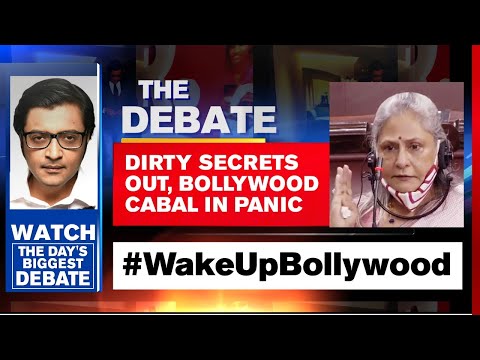 WATCH
THE DAY'S
BIGGEST
DEBATE
THE
DEBATE
DIRTY SECRETS
OUT, BOLLYWOOD
CABAL IN PANIC
#WakeUpBollywood